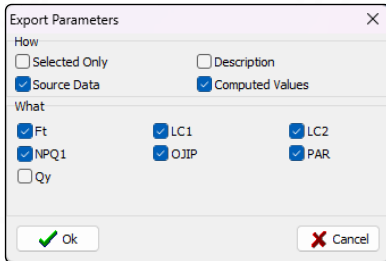 Export Parameters
How
Selected Only Description
Source Data Computed Values
What
Ft LC1 LC2
NPQ1 OJIP PAR
Qy
Ok Cancel